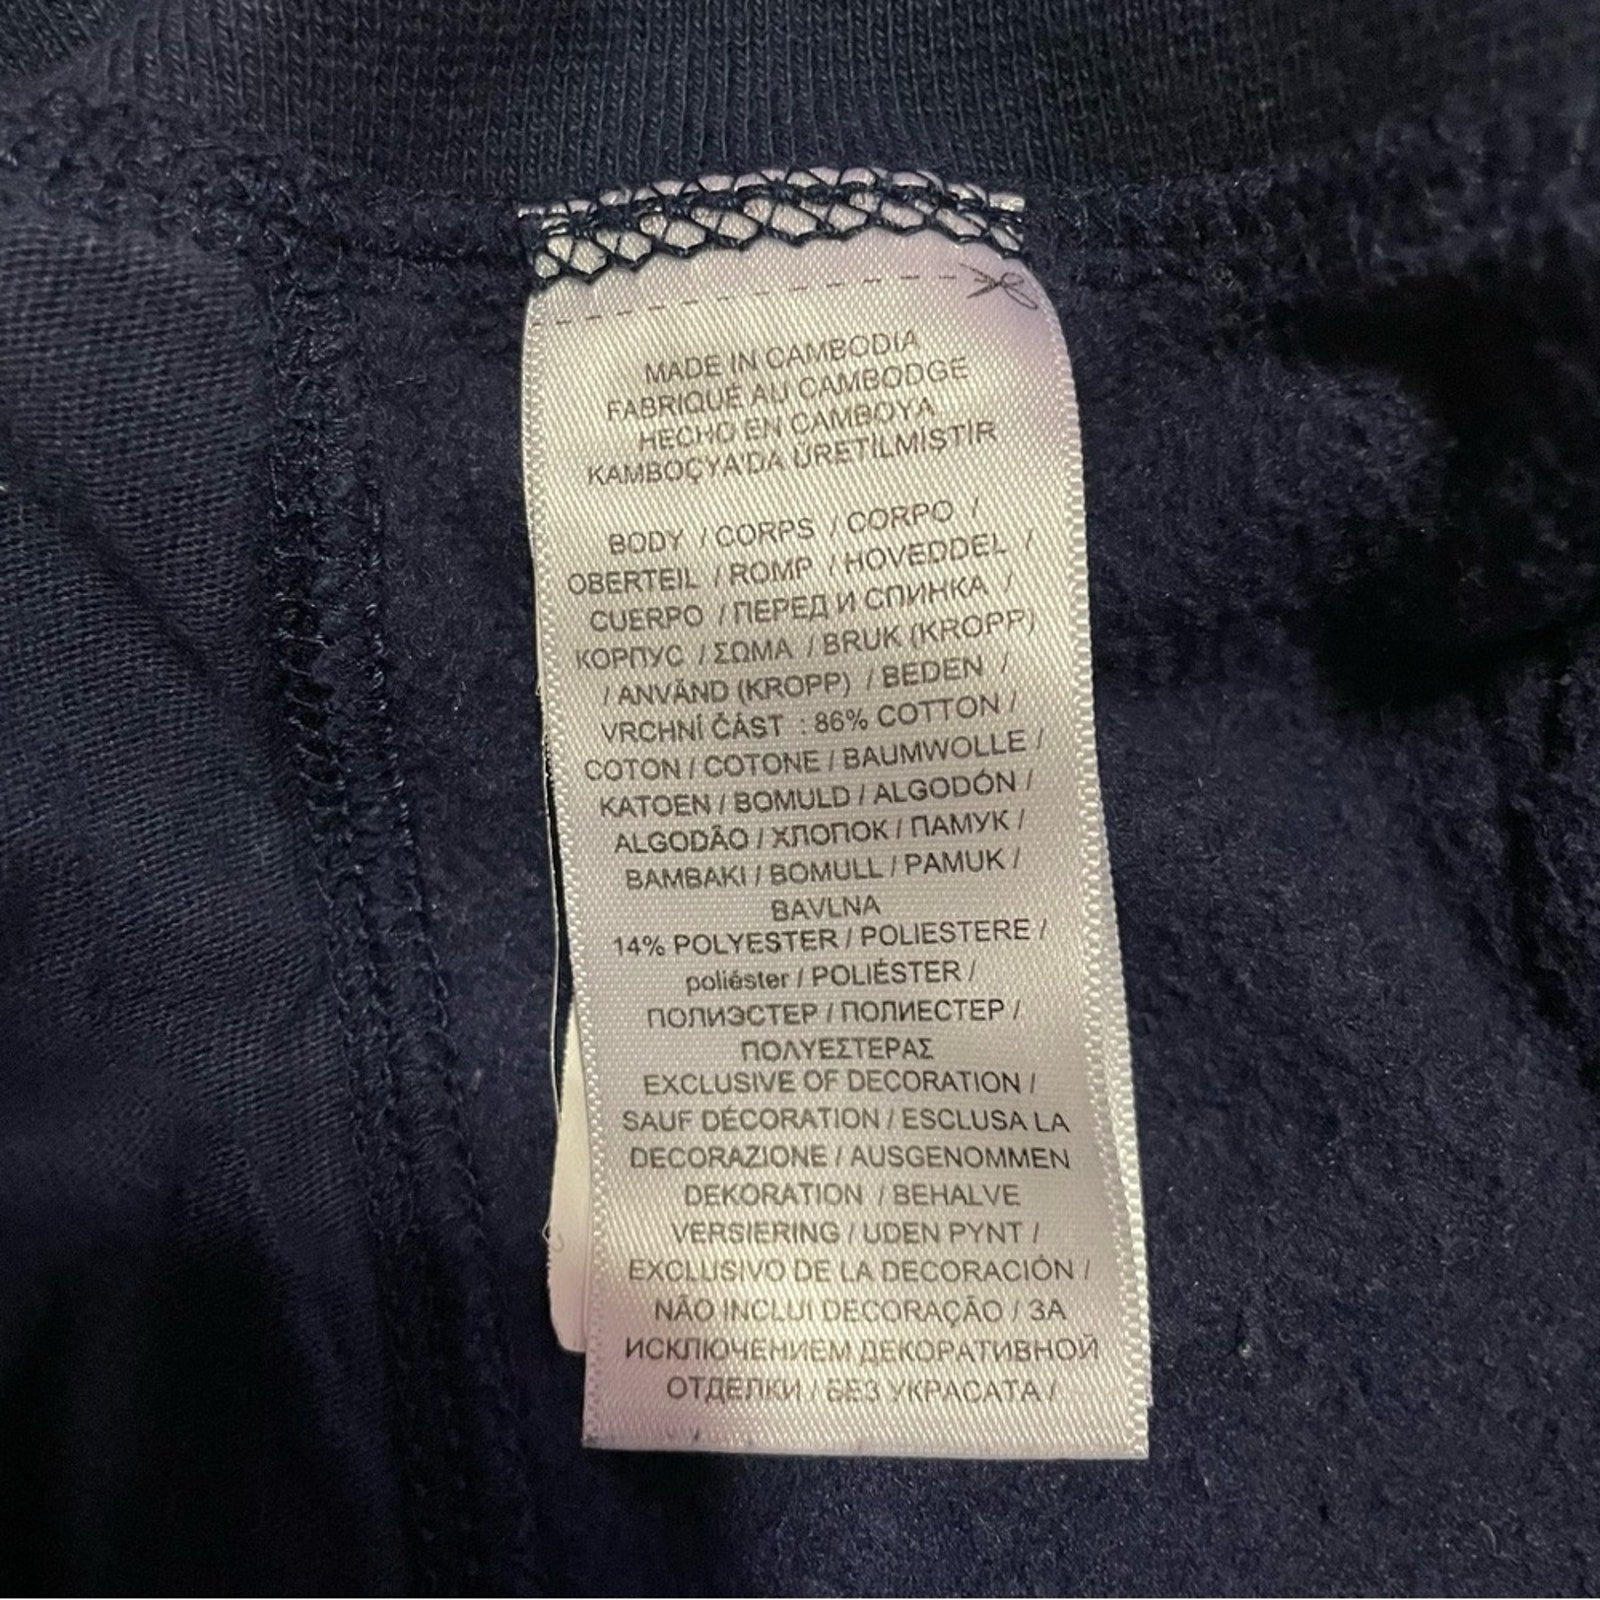 MADE IN CAMBODIA
FABRIQUÉ AU CAMBODGE
HECHO EN CAMBOYA
KAMBOÇYA'DA ÜRETİLMİŞTİR
BODY / CORPS / CORPO /
OBERTEIL / ROMP / HOVEDDEL /
CUERPO / ПЕРЕД И СПИНКА /
КОРПУС / ΣΩΜΑ / BRUK (KROPP)
/ ANVÄND (KROPP) / BEDEN /
VRCHNÍ ČÁST : 86% COTTON /
COTON / COTONE / BAUMWOLLE /
KATOEN / BOMULD / ALGODÓN /
ALGODÃO / ХЛОПОК / ПАМУК /
BAMBAKI / BOMULL / PAMUK /
BAVLNA
14% POLYESTER / POLIESTERE /
poliéster / POLIÉSTER /
ПОЛИЭСТЕР / ПОЛИЕСТЕР /
ΠΟΛΥΕΣΤΕΡΑΣ
EXCLUSIVE OF DECORATION /
SAUF DÉCORATION / ESCLUSA LA
DECORAZIONE / AUSGENOMMEN
DEKORATION / BEHALVE
VERSIERING / UDEN PYNT /
EXCLUSIVO DE LA DECORACIÓN /
NÃO INCLUI DECORAÇÃO / ЗА
ИСКЛЮЧЕНИЕМ ДЕКОРАТИВНОЙ
ОТДЕЛКИ / БЕЗ УКРАСАТА /